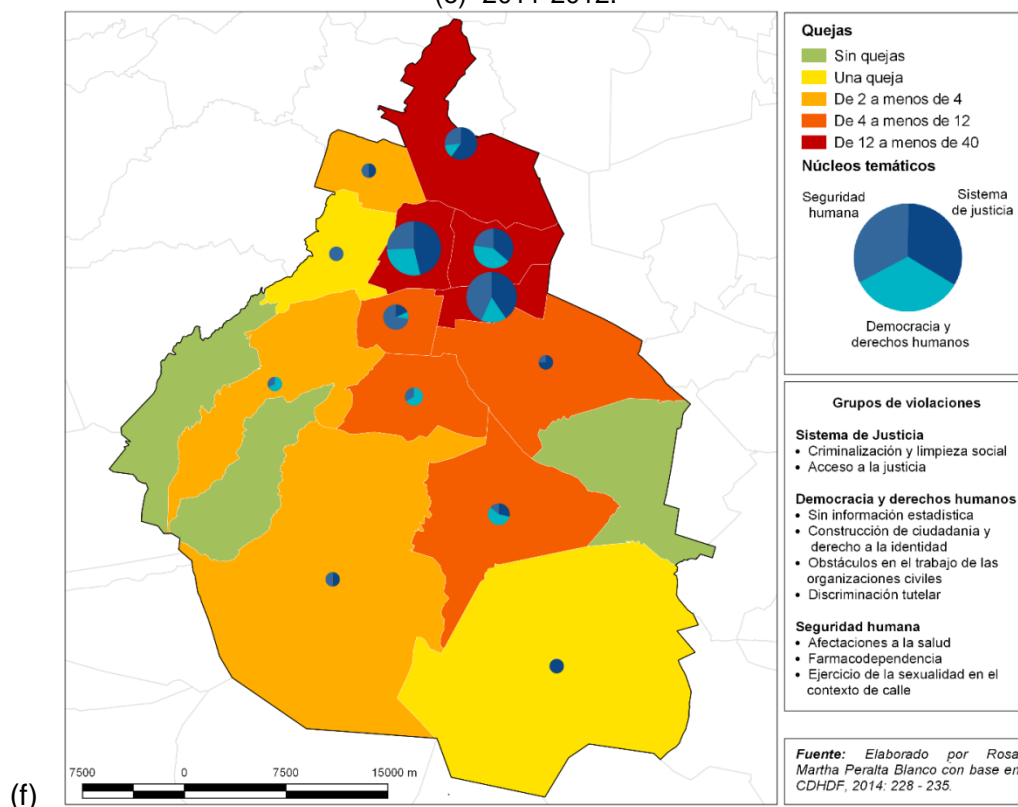 (e) 2011-2012.
Quejas
Sin quejas
Una queja
De 2 a menos de 4
De 4 a menos de 12
De 12 a menos de 40
Núcleos temáticos
Seguridad
humana
Sistema
de justicia
Democracia y
derechos humanos
Grupos de violaciones
Sistema de Justicia
• Criminalización y limpieza social
• Acceso a la justicia
Democracia y derechos humanos
• Sin información estadística
• Construcción de ciudadania y
derecho a la identidad
• Obstáculos en el trabajo de las
organizaciones civiles
• Discriminación tutelar
Seguridad humana
• Afectaciones a la salud
• Farmacodependencia
• Ejercicio de la sexualidad en el
contexto de calle
Fuente: Elaborado por Rosa
Martha Peralta Blanco con base en
CDHDF, 2014: 228 - 235.
7500 0 7500 15000 m
(f)